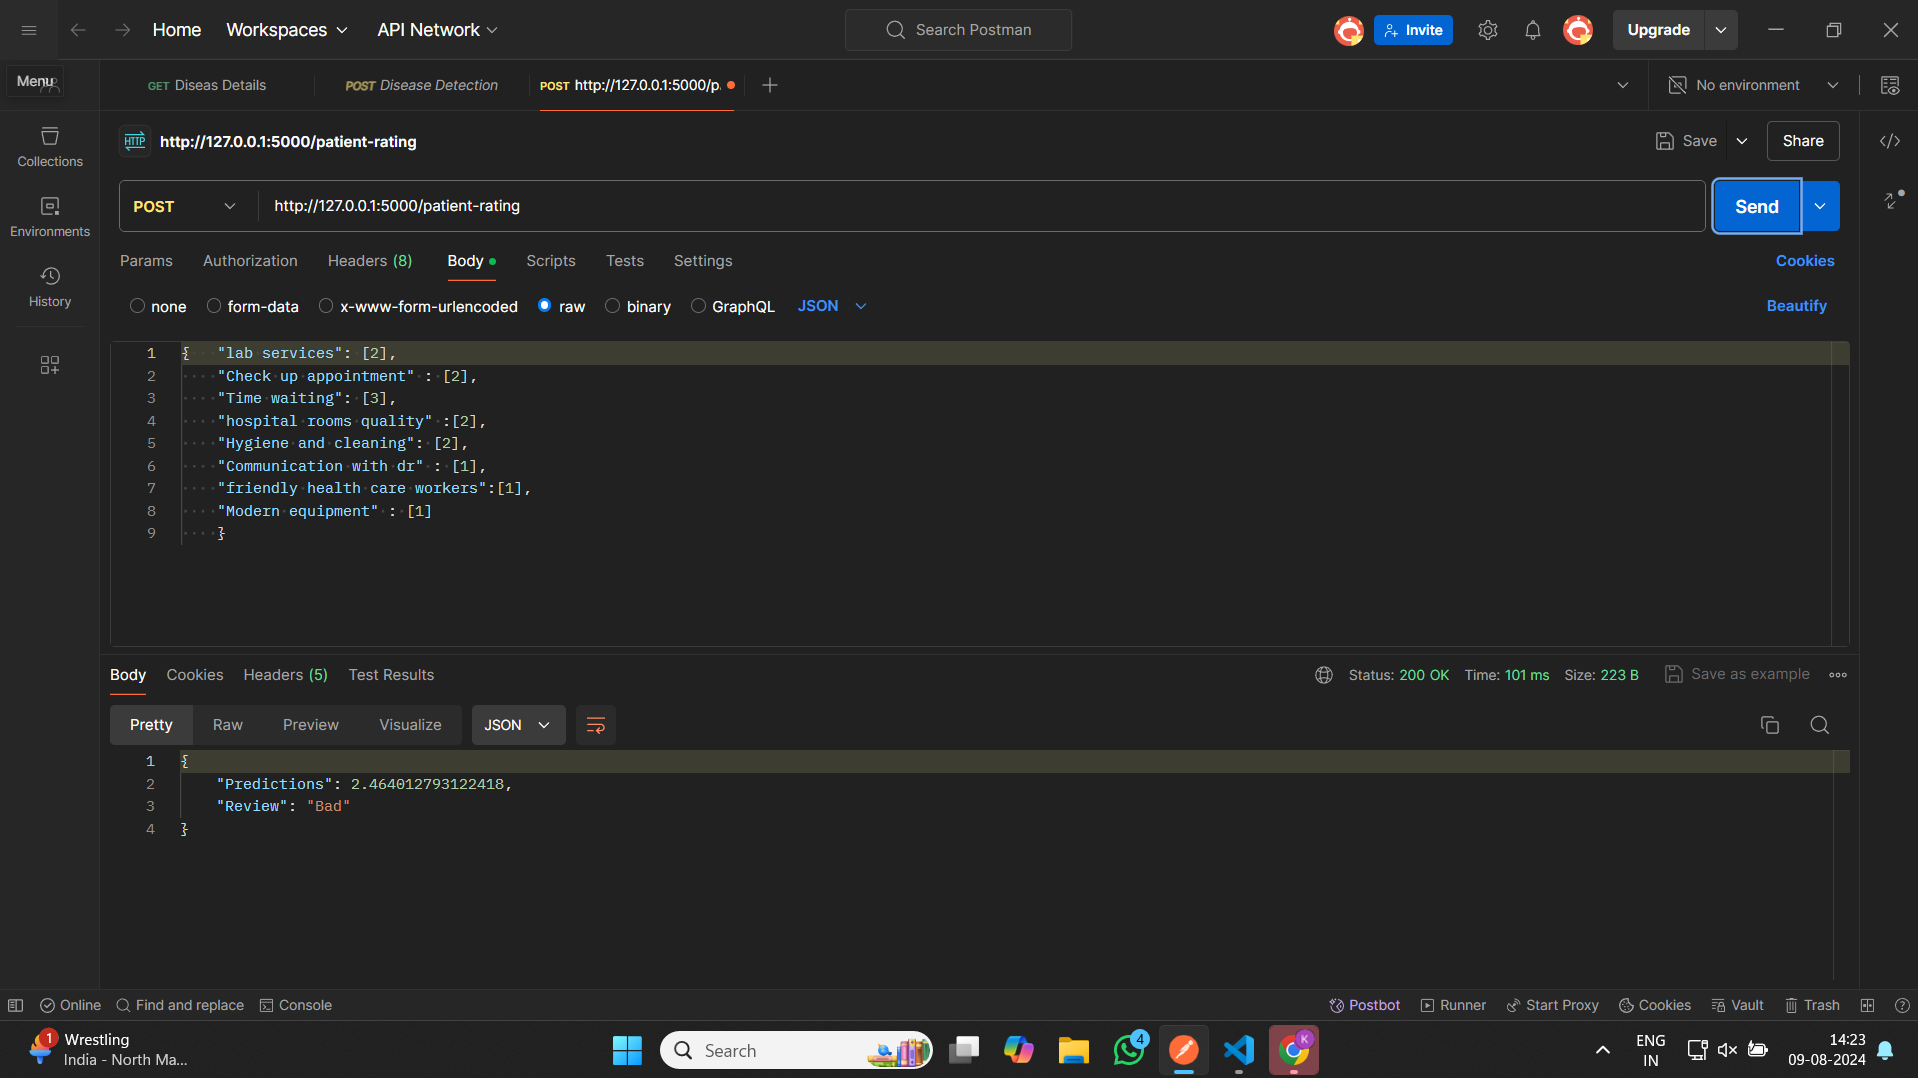 Home Workspaces API Network Search Postman Invite Upgrade
Menu GET Diseas Details POST Disease Detection POST http://127.0.0.1:5000/p. No environment
HTTP http://127.0.0.1:5000/patient-rating Save Share
Collections
POST http://127.0.0.1:5000/patient-rating Send
Environments
Params Authorization Headers (8) Body Scripts Tests Settings Cookies
History
none form-data x-www-form-urlencoded raw binary GraphQL JSON Beautify
1 { "lab services": [2],
2 "Check up appointment" : [2],
3 "Time waiting": [3],
4 "hospital rooms quality" :[2],
5 "Hygiene and cleaning": [2],
6 "Communication with dr" : [1],
7 "friendly health care workers":[1],
8 "Modern equipment" : [1]
9 }
Body Cookies Headers (5) Test Results Status: 200 OK Time: 101 ms Size: 223 B Save as example
Pretty Raw Preview Visualize JSON
1 {
2 "Predictions": 2.464012793122418,
3 "Review": "Bad"
4 }
Online Find and replace Console Postbot Runner Start Proxy Cookies Vault Trash
1 Wrestling
India - North Ma...
Search
4
K
ENG
IN
14:23
09-08-2024